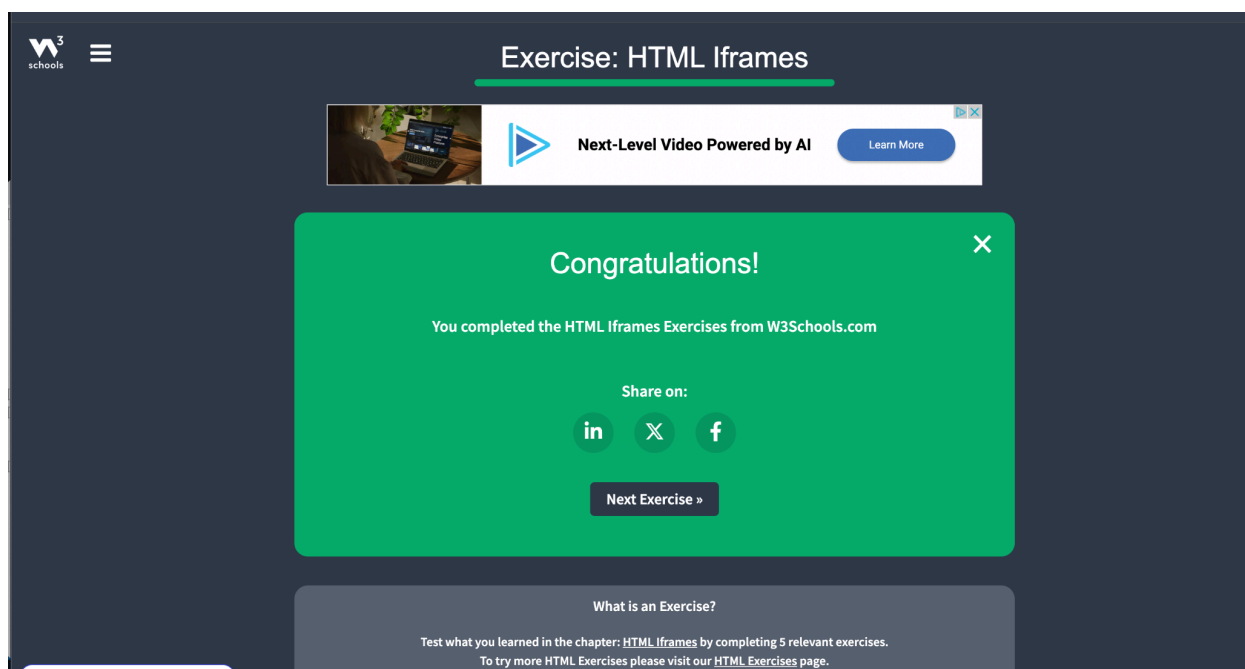 W3
schools
Exercise: HTML Iframes
Next-Level Video Powered by AI
Learn More
Congratulations!
You completed the HTML Iframes Exercises from W3Schools.com
Share on:
in X f
Next Exercise »
What is an Exercise?
Test what you learned in the chapter: HTML Iframes by completing 5 relevant exercises.
To try more HTML Exercises please visit our HTML Exercises page.